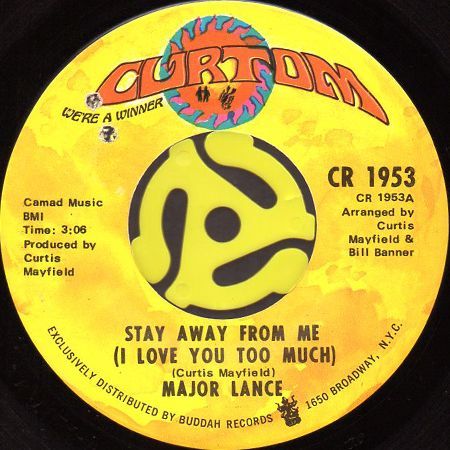 CURTOM
WE'RE A WINNER
Camad Music
BMI
Time: 3:06
Produced by
Curtis
Mayfield
CR 1953
CR 1953A
Arranged by
Curtis
Mayfield &
Bill Banner
STAY AWAY FROM ME
(I LOVE YOU TOO MUCH)
(Curtis Mayfield)
MAJOR LANCE
EXCLUSIVELY DISTRIBUTED BY BUDDAH RECORDS 1650 BROADWAY, N.Y.C.